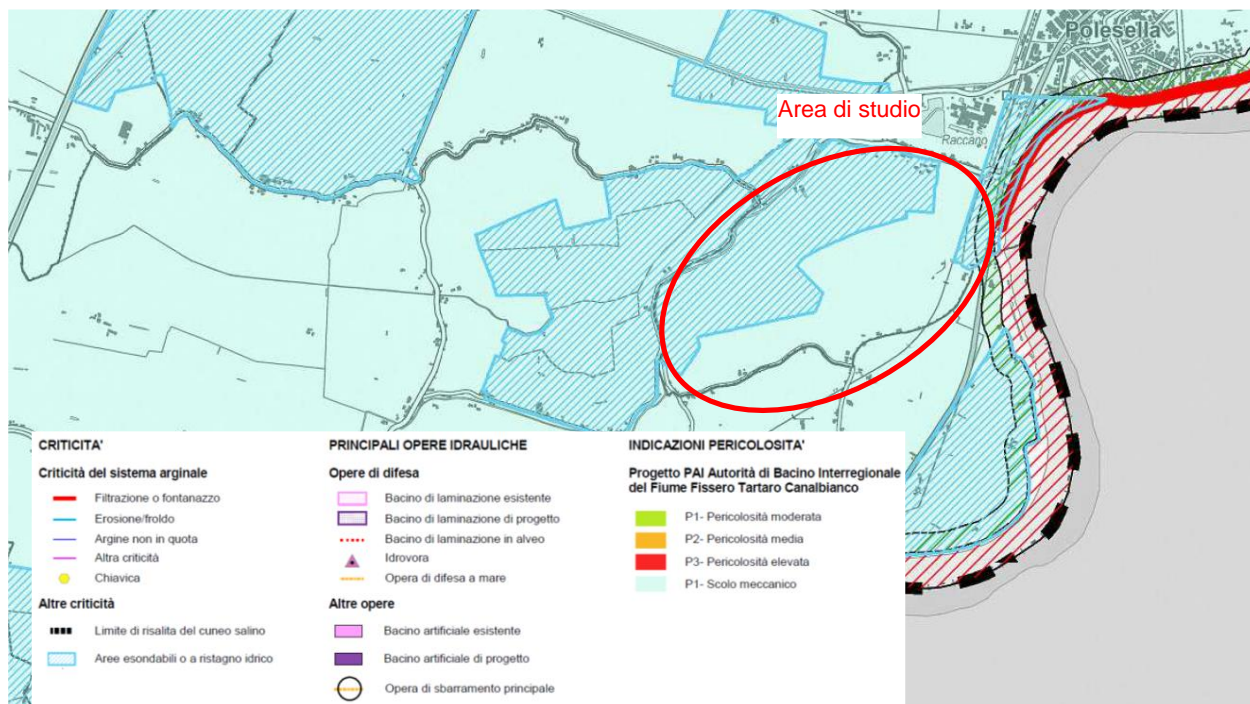 Polesella
Area di studio
Raccano
CRITICITA'
Criticità del sistema arginale
Filtrazione o fontanazzo
Erosione/froldo
Argine non in quota
Altra criticità
Chiavica
Altre criticità
Limite di risalita del cuneo salino
Aree esondabili o a ristagno idrico
PRINCIPALI OPERE IDRAULICHE
Opere di difesa
Bacino di laminazione esistente
Bacino di laminazione di progetto
Bacino di laminazione in alveo
Idrovora
Opera di difesa a mare
Altre opere
Bacino artificiale esistente
Bacino artificiale di progetto
Opera di sbarramento principale
INDICAZIONI PERICOLOSITA'
Progetto PAI Autorità di Bacino Interregionale
del Fiume Fissero Tartaro Canalbianco
P1- Pericolosità moderata
P2- Pericolosità media
P3- Pericolosità elevata
P1- Scolo meccanico